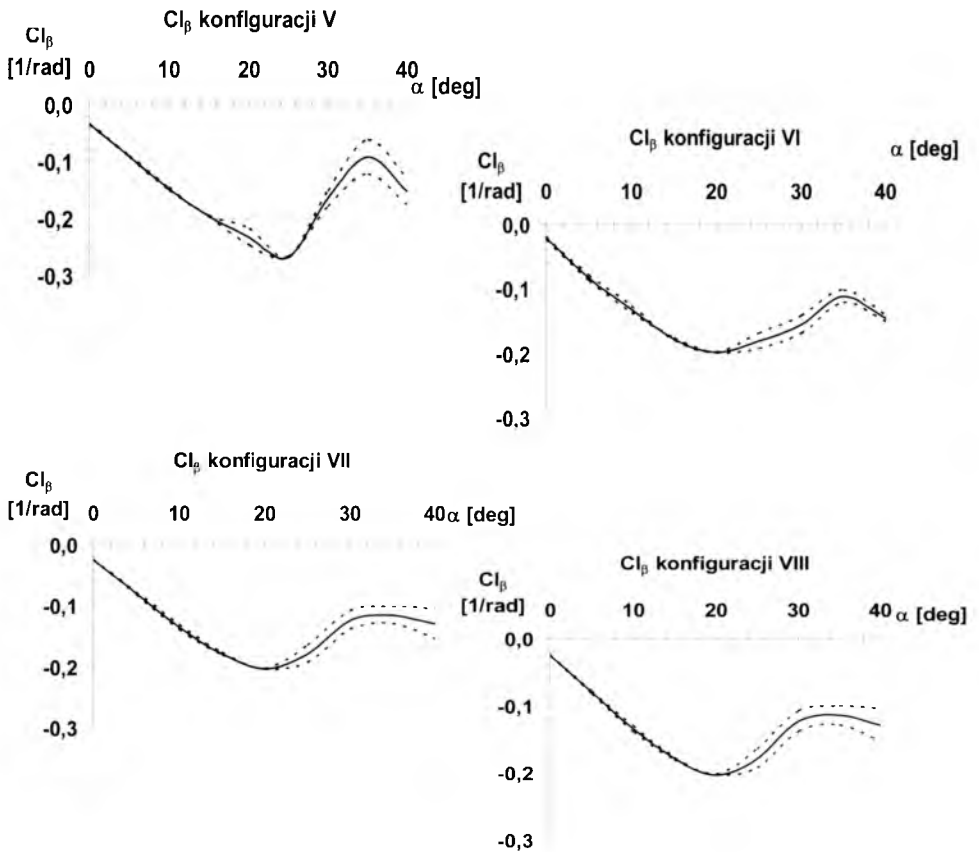 Clβ konfiguracji V
Clβ
[1/rad] 0 10 20 30 40
α [deg]
0,0
-0,1
-0,2
-0,3
Clβ konfiguracji VI
α [deg]
Clβ
[1/rad] 0 10 20 30 40
0,0
-0,1
-0,2
-0,3
Clβ konfiguracji VII
Clβ
[1/rad] 0 10 20 30 40 α [deg]
0,0
-0,1
-0,2
-0,3
Clβ konfiguracji VIII
Clβ
[1/rad] 0 10 20 30 40 α [deg]
0,0
-0,1
-0,2
-0,3